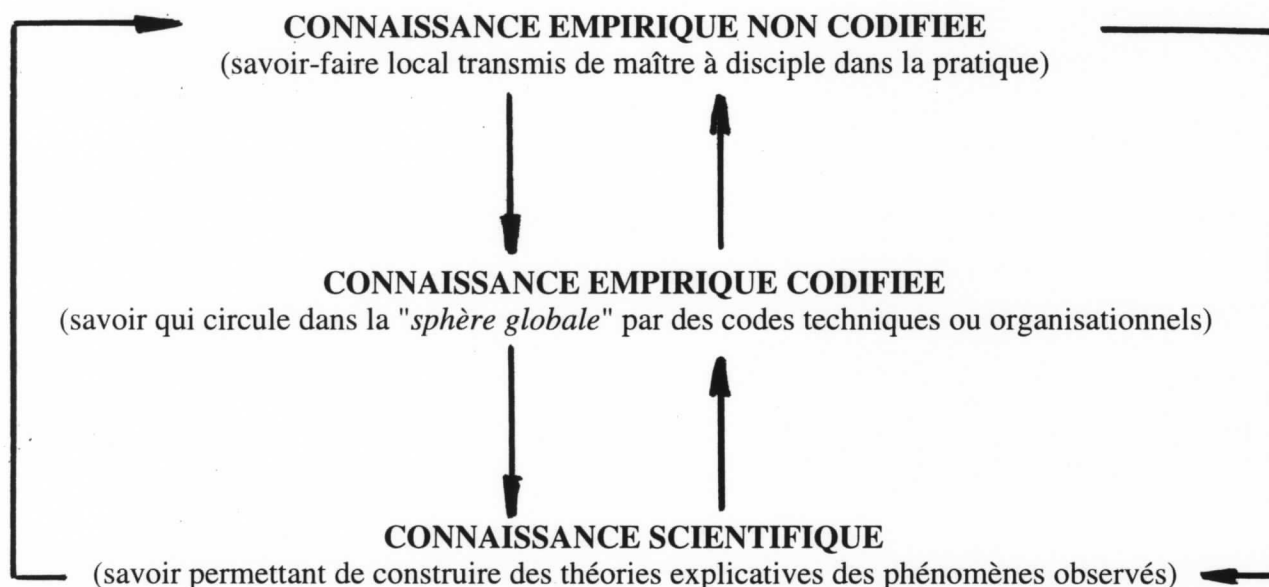 CONNAISSANCE EMPIRIQUE NON CODIFIEE
(savoir-faire local transmis de maître à disciple dans la pratique)
CONNAISSANCE EMPIRIQUE CODIFIEE
(savoir qui circule dans la "sphère globale" par des codes techniques ou organisationnels)
CONNAISSANCE SCIENTIFIQUE
(savoir permettant de construire des théories explicatives des phénomènes observés)